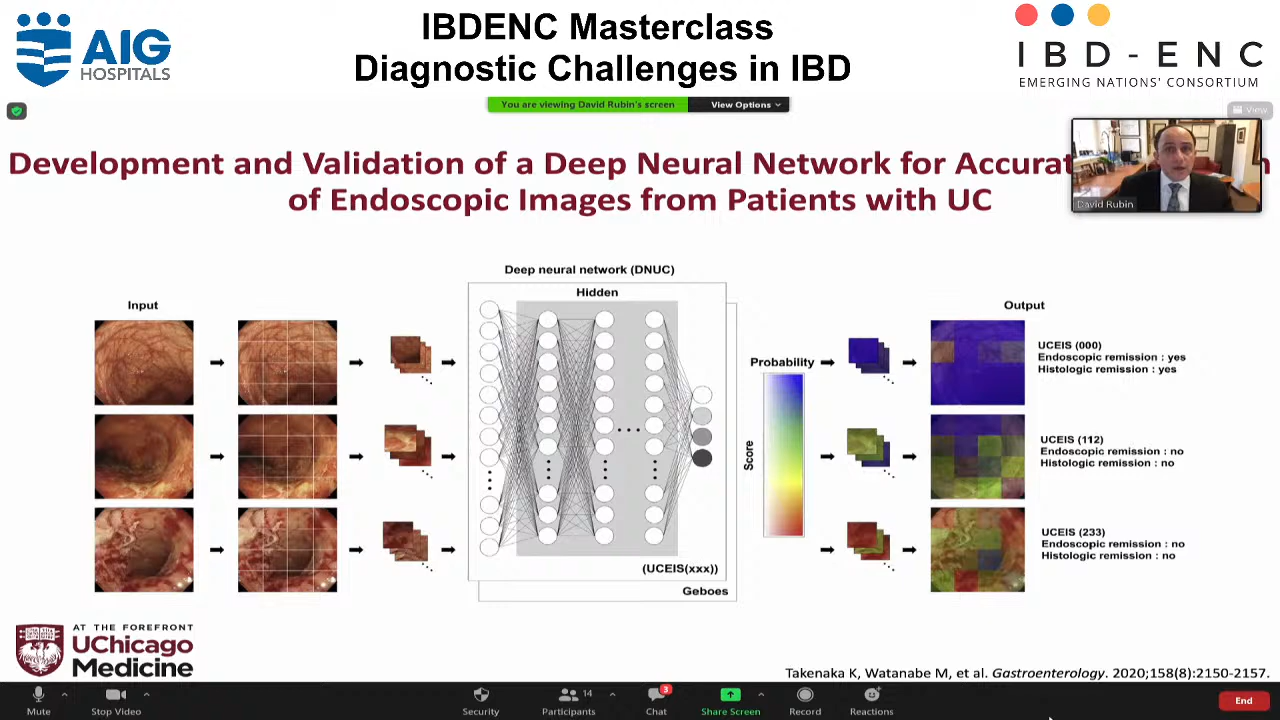 AIG
HOSPITALS
IBDENC Masterclass
Diagnostic Challenges in IBD
IBD-ENC
EMERGING NATIONS' CONSORTIUM
You are viewing David Rubin's screen
View Options
View
Development and Validation of a Deep Neural Network for Accurat
of Endoscopic Images from Patients with UC
David Rubin
Deep neural network (DNUC)
Input
Hidden
Output
Probability
Score
UCEIS (000)
Endoscopic remission : yes
Histologic remission : yes
UCEIS (112)
Endoscopic remission : no
Histologic remission : no
UCEIS (233)
Endoscopic remission : no
Histologic remission : no
(UCEIS(xxx))
Geboes
AT THE FOREFRONT
UChicago
Medicine
Takenaka K, Watanabe M, et al. Gastroenterology. 2020;158(8):2150-2157.
Mute
Stop Video
Security
14
Participants
3
Chat
Share Screen
Record
Reactions
End